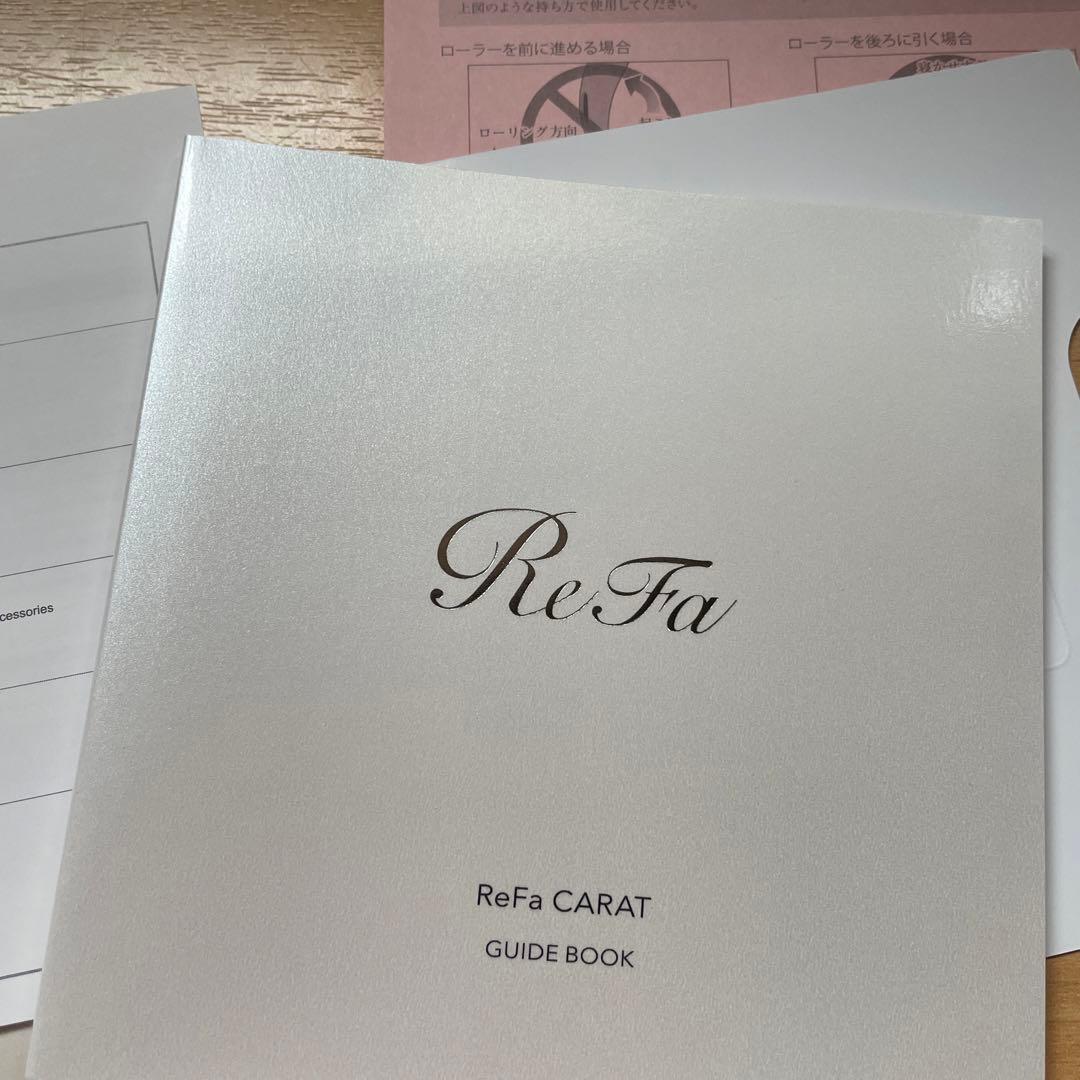 上図のような持ち方で使用してください。
ローラーを前に進める場合
ローラーを後ろに引く場合
ローリング方向
cessories
ReFa
ReFa CARAT
GUIDE BOOK